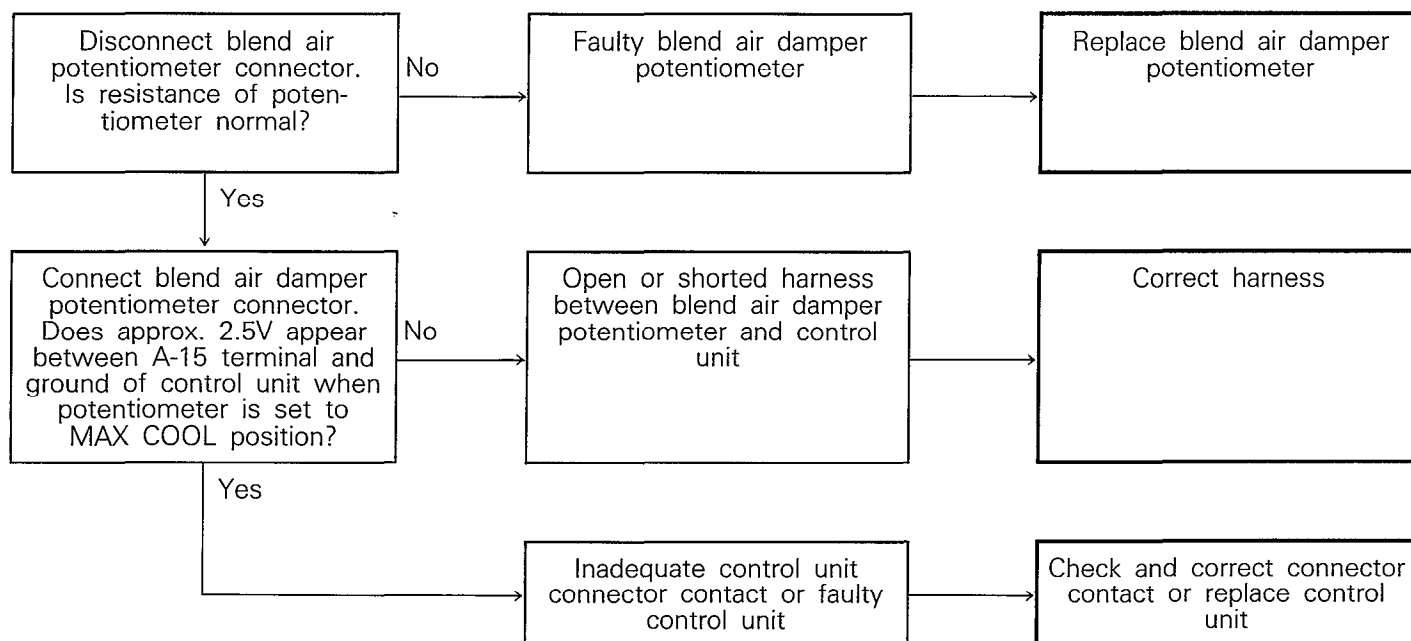 Disconnect blend air
potentiometer connector.
Is resistance of poten-
tiometer normal?
No
Faulty blend air damper
potentiometer
Replace blend air damper
potentiometer
Yes
Connect blend air damper
potentiometer connector.
Does approx. 2.5V appear
between A-15 terminal and
ground of control unit when
potentiometer is set to
MAX COOL position?
No
Open or shorted harness
between blend air damper
potentiometer and control
unit
Correct harness
Yes
Inadequate control unit
connector contact or faulty
control unit
Check and correct connector
contact or replace control
unit